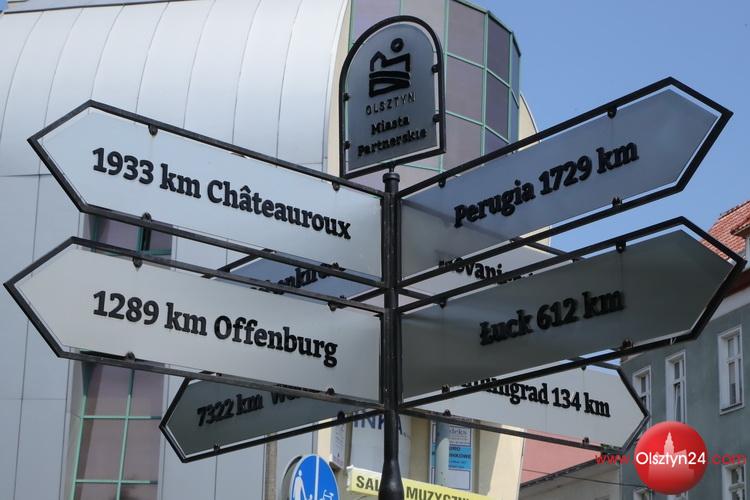 OLSZTYN
Miasta
Partnerskie
1933 km Châteauroux
Perugia 1729 km
1289 km Offenburg
Łuck 612 km
7322 km
134 km
www.Olsztyn24.com